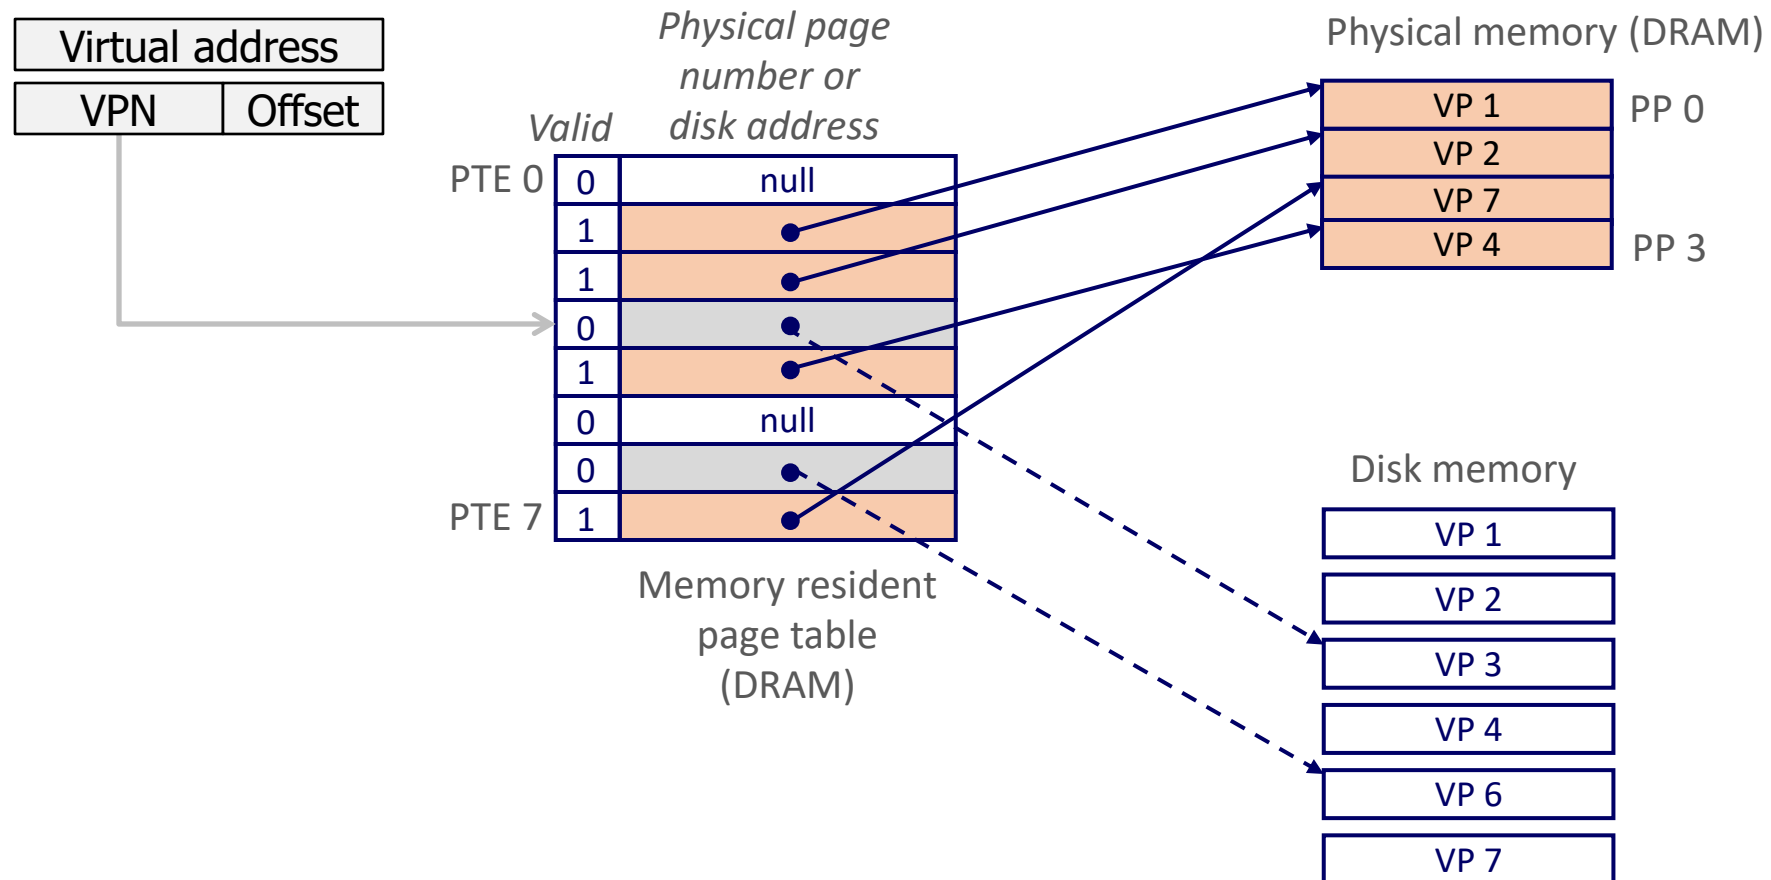 Virtual address
VPN Offset
Physical page
number or
disk address
Valid
PTE 0 0 null
1
1
0
1
0 null
0
PTE 7 1
Memory resident
page table
(DRAM)
Physical memory (DRAM)
VP 1 PP 0
VP 2
VP 7
VP 4 PP 3
Disk memory
VP 1
VP 2
VP 3
VP 4
VP 6
VP 7